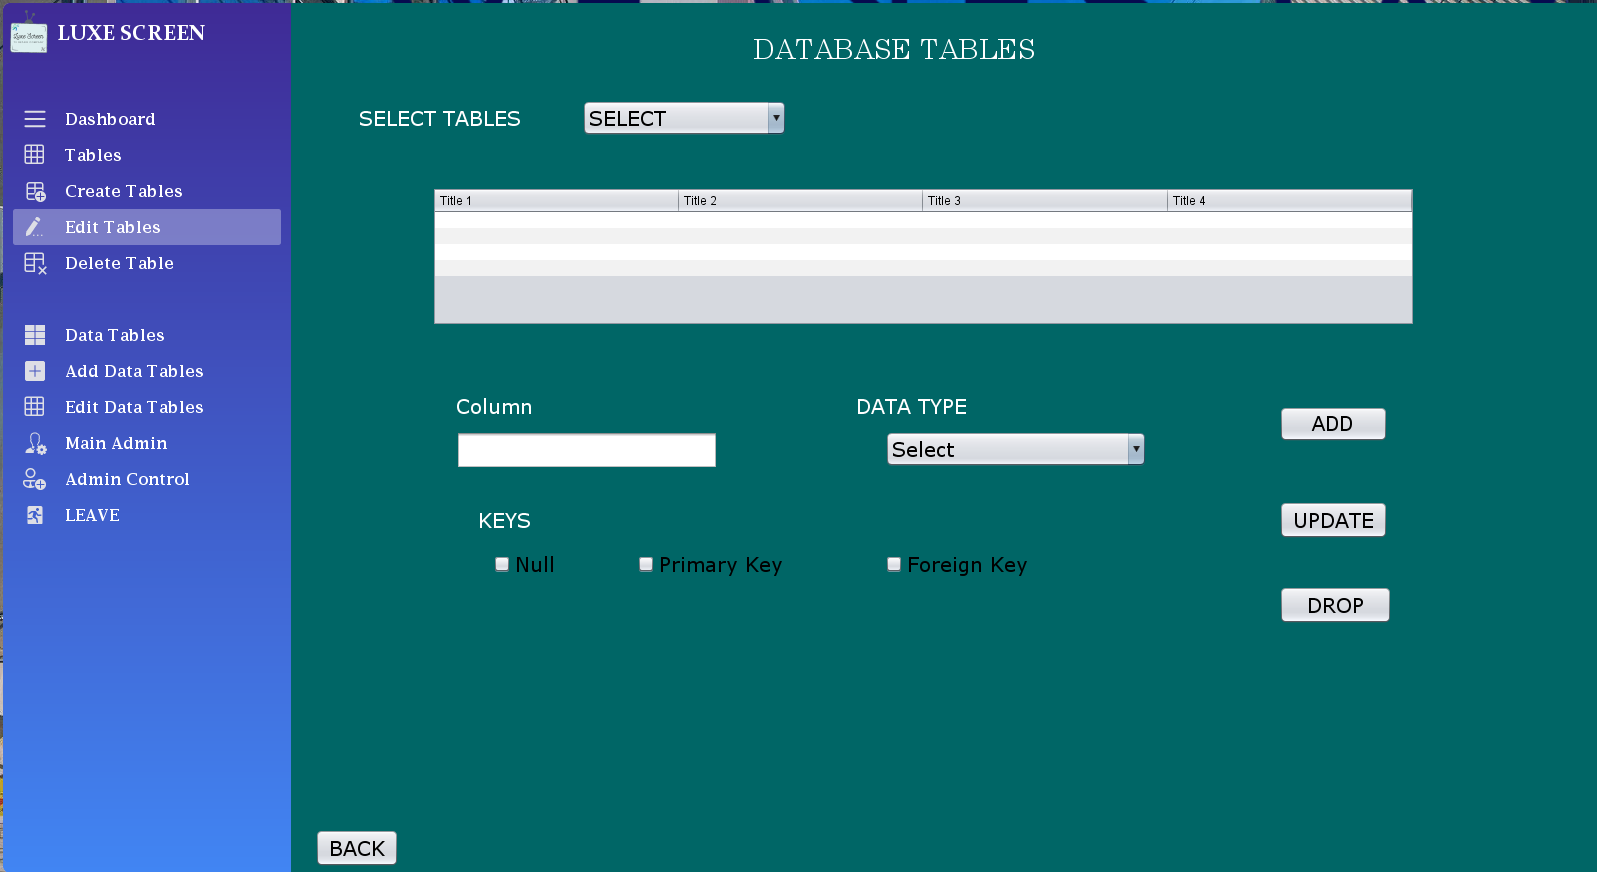 LUXE SCREEN
Dashboard
Tables
Create Tables
Edit Tables
Delete Table
Data Tables
Add Data Tables
Edit Data Tables
Main Admin
Admin Control
LEAVE
DATABASE TABLES
SELECT TABLES SELECT
Title 1 Title 2 Title 3 Title 4
Column DATA TYPE
Select
ADD
KEYS
UPDATE
Null Primary Key Foreign Key
DROP
BACK